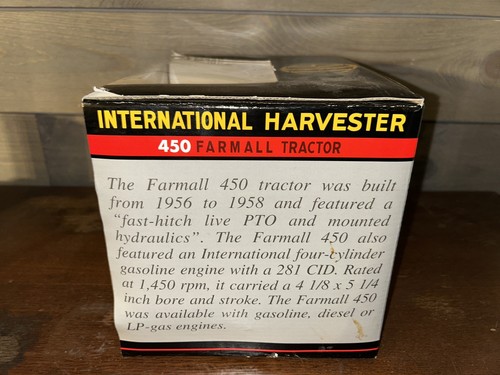 INTERNATIONAL HARVESTER
450 FARMALL TRACTOR
The Farmall 450 tractor was built
from 1956 to 1958 and featured a
"fast-hitch live PTO and mounted
hydraulics". The Farmall 450 also
featured an International four-cylinder
gasoline engine with a 281 CID. Rated
at 1,450 rpm, it carried a 4 1/8 x 5 1/4
inch bore and stroke. The Farmall 450
was available with gasoline, diesel or
LP-gas engines.